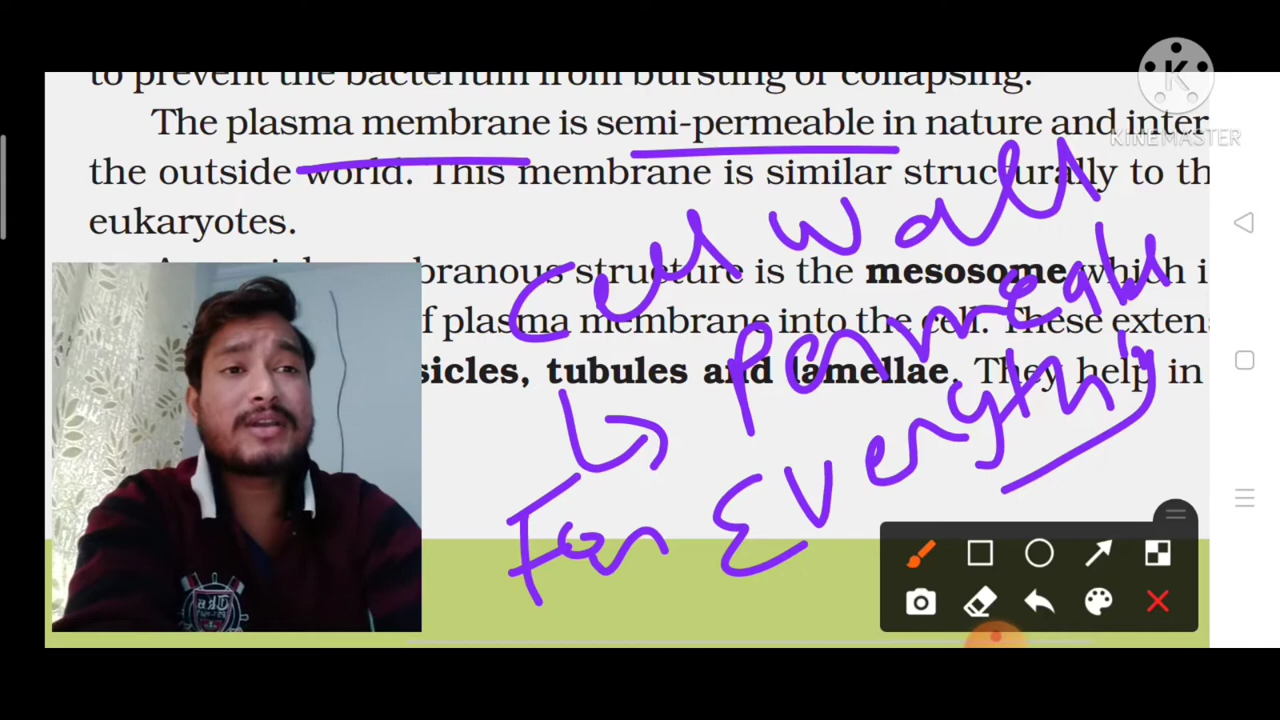 to prevent the bacterium from bursting or collapsing.
The plasma membrane is semi-permeable in nature and inter
the outside world. This membrane is similar structurally to th
eukaryotes.
membranous structure is the mesosome which i
f plasma membrane into the cell. These extens
sicles, tubules and lamellae. They help in
Cell wall
permeable
For Everything
K
KINEMASTER